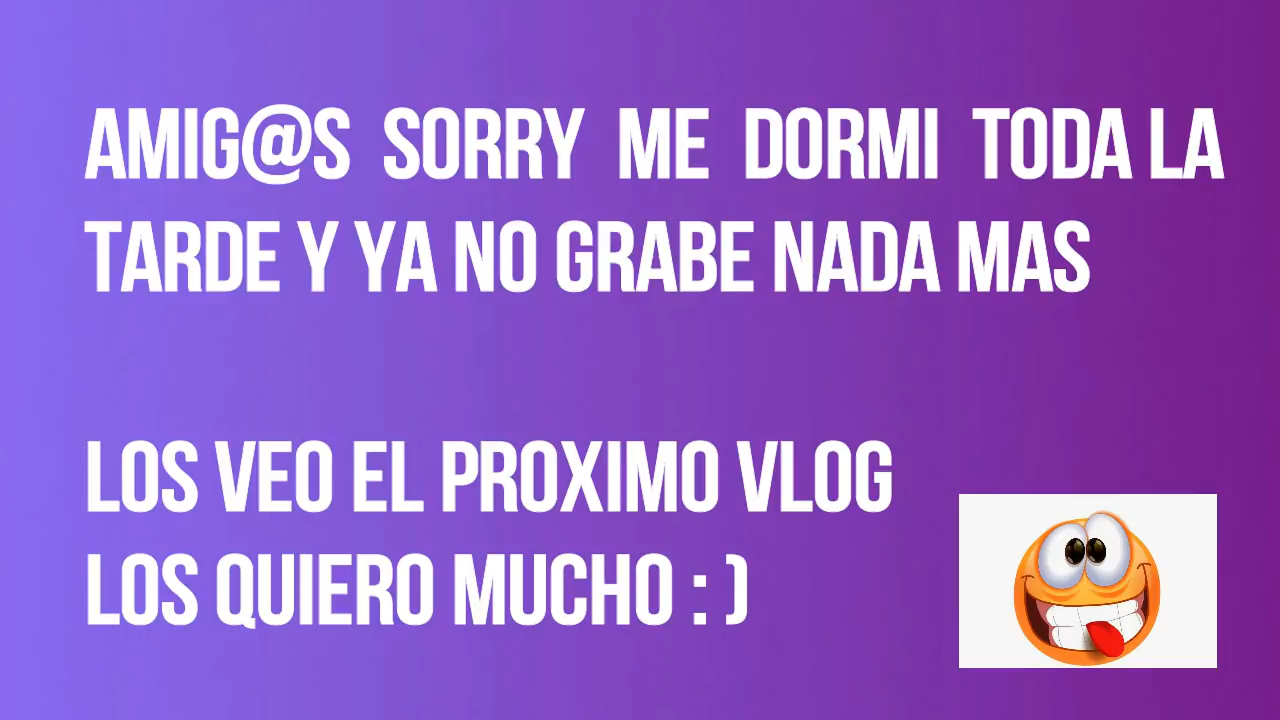 AMIG@S SORRY ME DORMI TODA LA
TARDE Y YA NO GRABE NADA MAS
LOS VEO EL PROXIMO VLOG
LOS QUIERO MUCHO : )